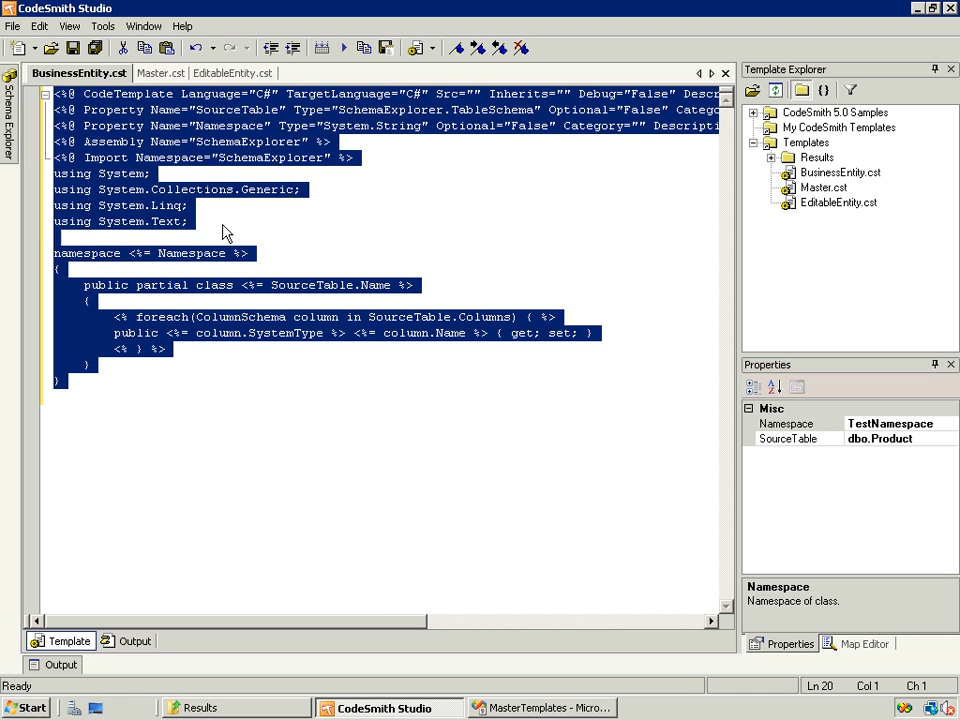 CodeSmith Studio
File Edit View Tools Window Help
BusinessEntity.cst Master.cst EditableEntity.cst
Schema Explorer
<%@ CodeTemplate Language="C#" TargetLanguage="C#" Src="" Inherits="" Debug="False" Descr
<%@ Property Name="SourceTable" Type="SchemaExplorer.TableSchema" Optional="False" Catego
<%@ Property Name="Namespace" Type="System.String" Optional="False" Category="" Descripti
<%@ Assembly Name="SchemaExplorer" %>
<%@ Import Namespace="SchemaExplorer" %>
using System;
using System.Collections.Generic;
using System.Linq;
using System.Text;
namespace <%= Namespace %>
{
public partial class <%= SourceTable.Name %>
{
<% foreach(ColumnSchema column in SourceTable.Columns) { %>
public <%= column.SystemType %> <%= column.Name %> { get; set; }
<% } %>
}
}
Template Output
Output
Template Explorer
{}
CodeSmith 5.0 Samples
My CodeSmith Templates
Templates
Results
BusinessEntity.cst
Master.cst
EditableEntity.cst
Properties
Misc
Namespace TestNamespace
SourceTable dbo.Product
Namespace
Namespace of class.
Properties Map Editor
Ready Ln 20 Col 1 Ch 1
Start Results CodeSmith Studio MasterTemplates - Micro...